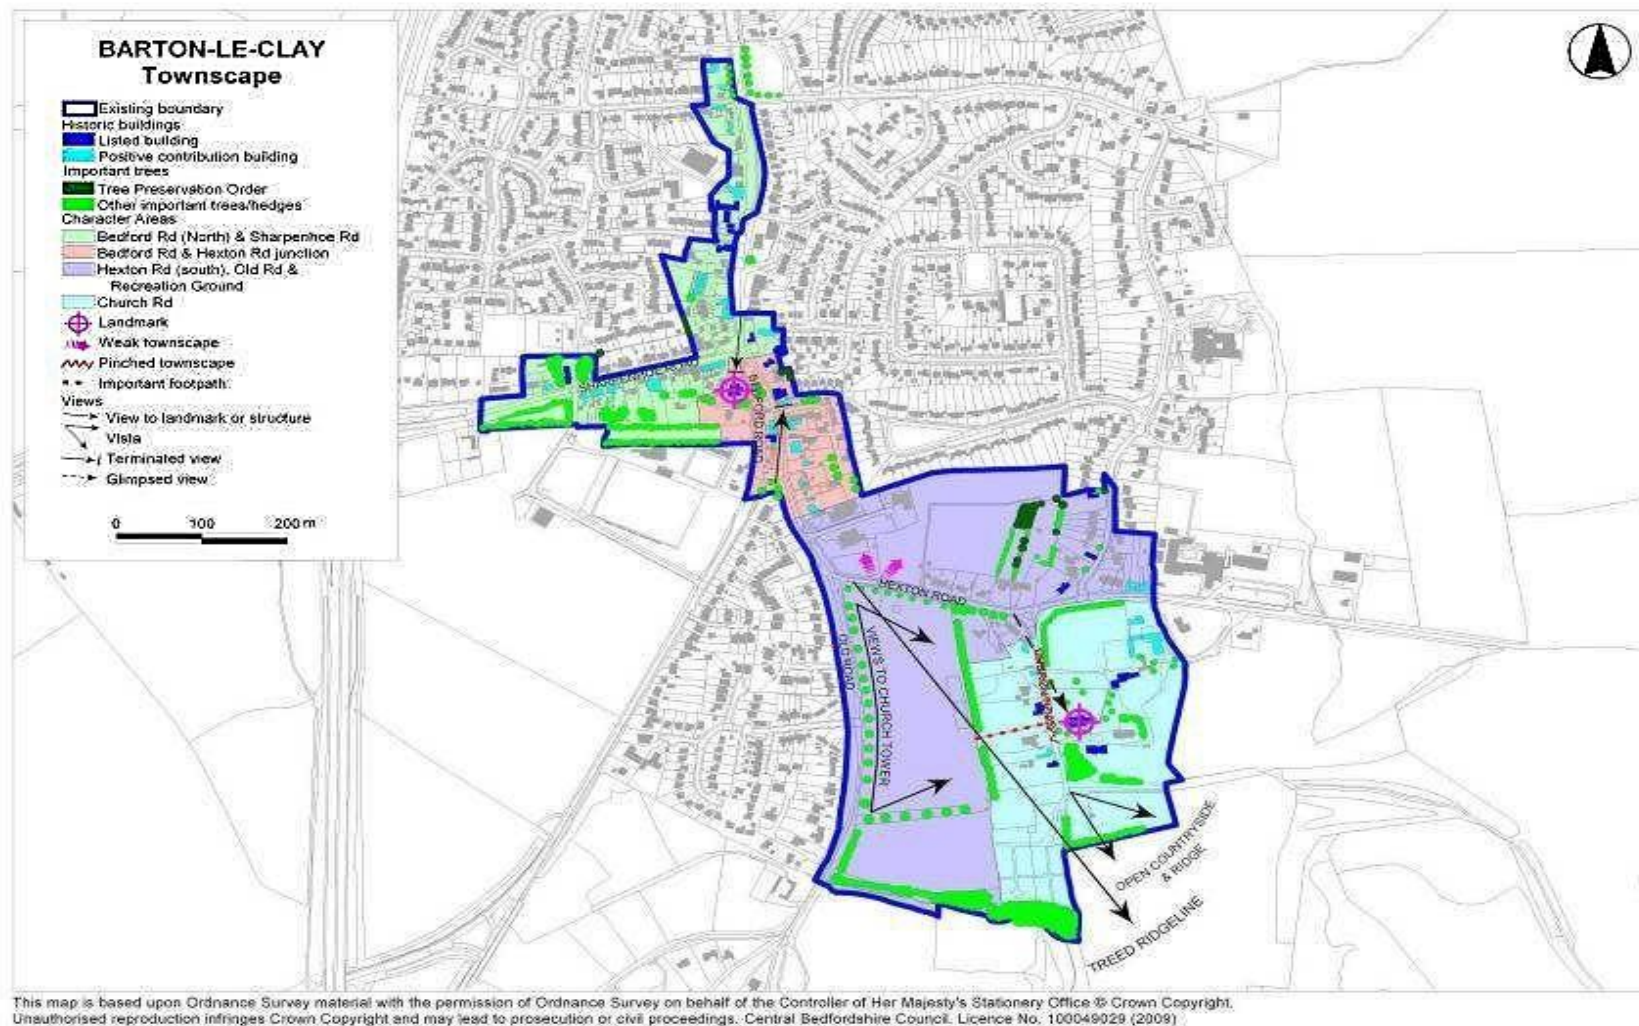 BARTON-LE-CLAY
Townscape
Existing boundary
Historic buildings
Listed building
Positive contribution building
Important trees
Tree Preservation Order
Other important trees/hedges
Character Areas
Bedford Rd (North) & Sharpenhoe Rd
Bedford Rd & Hexton Rd junction
Hexton Rd (south), Old Rd &
Recreation Ground
Church Rd
Landmark
Weak townscape
Pinched townscape
Important footpath
Views
View to landmark or structure
Vista
Terminated view
Glimpsed view
0 100 200 m
BEDFORD ROAD
HEXTON ROAD
OLD ROAD
VIEWS TO CHURCH TOWER
OPEN COUNTRYSIDE
& RIDGE
TREED RIDGELINE
This map is based upon Ordnance Survey material with the permission of Ordnance Survey on behalf of the Controller of Her Majesty's Stationery Office © Crown Copyright.
Unauthorised reproduction infringes Crown Copyright and may lead to prosecution or civil proceedings. Central Bedfordshire Council. Licence No. 100049029 (2009)